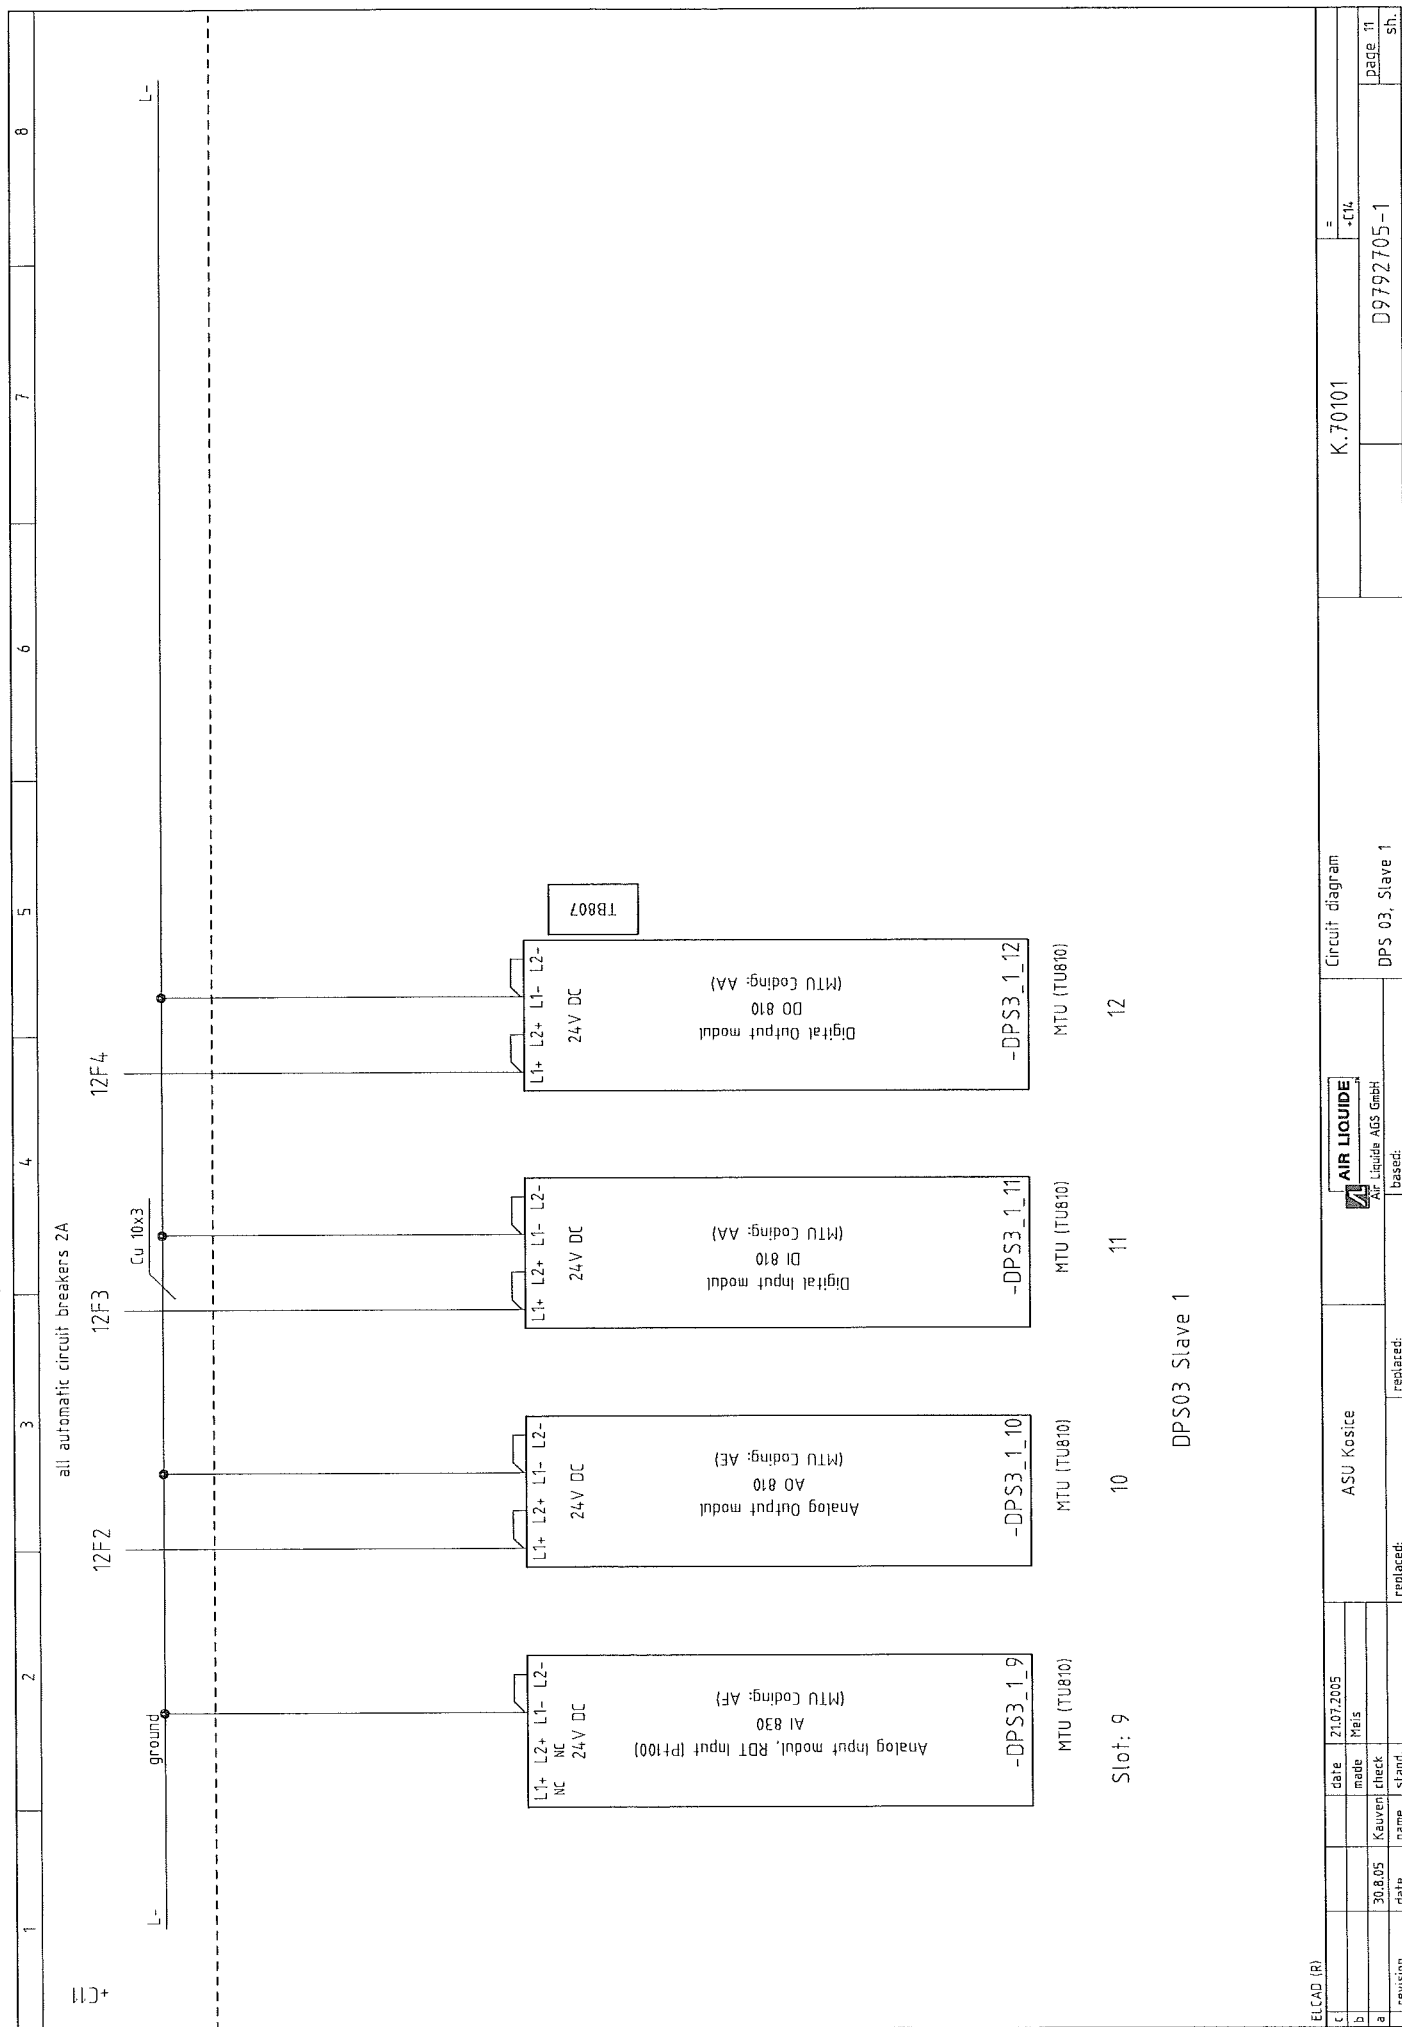 1 2 3 4 5 6 7 8
+C11
all automatic circuit breakers 2A
12F2 12F3 12F4
Cu 10x3
L- ground L-
L1+ L2+ L1- L2-
NC NC
24V DC
Analog Input modul, RDT Input (Pt100)
AI 830
(MTU Coding: AF)
-DPS3_1_9
MTU (TU810)
Slot: 9
L1+ L2+ L1- L2-
24V DC
Analog Output modul
AO 810
(MTU Coding: AE)
-DPS3_1_10
MTU (TU810)
10
L1+ L2+ L1- L2-
24V DC
Digital Input modul
DI 810
(MTU Coding: AA)
-DPS3_1_11
MTU (TU810)
11
L1+ L2+ L1- L2-
24V DC
Digital Output modul
DO 810
(MTU Coding: AA)
-DPS3_1_12
MTU (TU810)
12
TB807
DPS03 Slave 1
ELCAD (R)
c date 21.07.2005
b made Meis
a 30.8.05 Kauven check
revision date name stand
ASU Kosice
replaced: replaced:
AIR LIQUIDE
Air Liquide AGS GmbH
based:
Circuit diagram
DPS 03, Slave 1
K.70101
=
+C14
D9792705-1
page 11
sh.